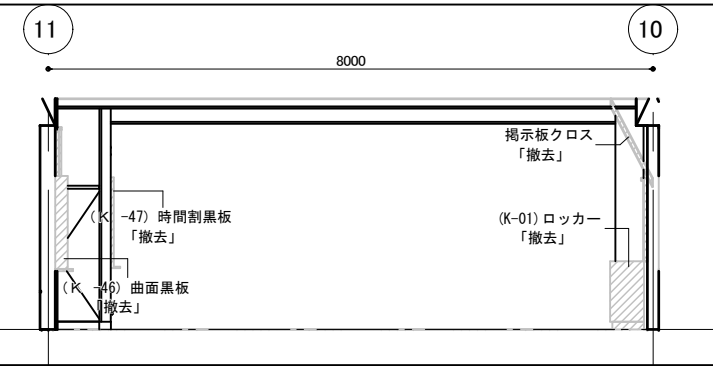 11
10
8000
掲示板クロス
「撤去」
(K -47) 時間割黒板
「撤去」
(K-01) ロッカー
「撤去」
(K -46) 曲面黒板
「撤去」